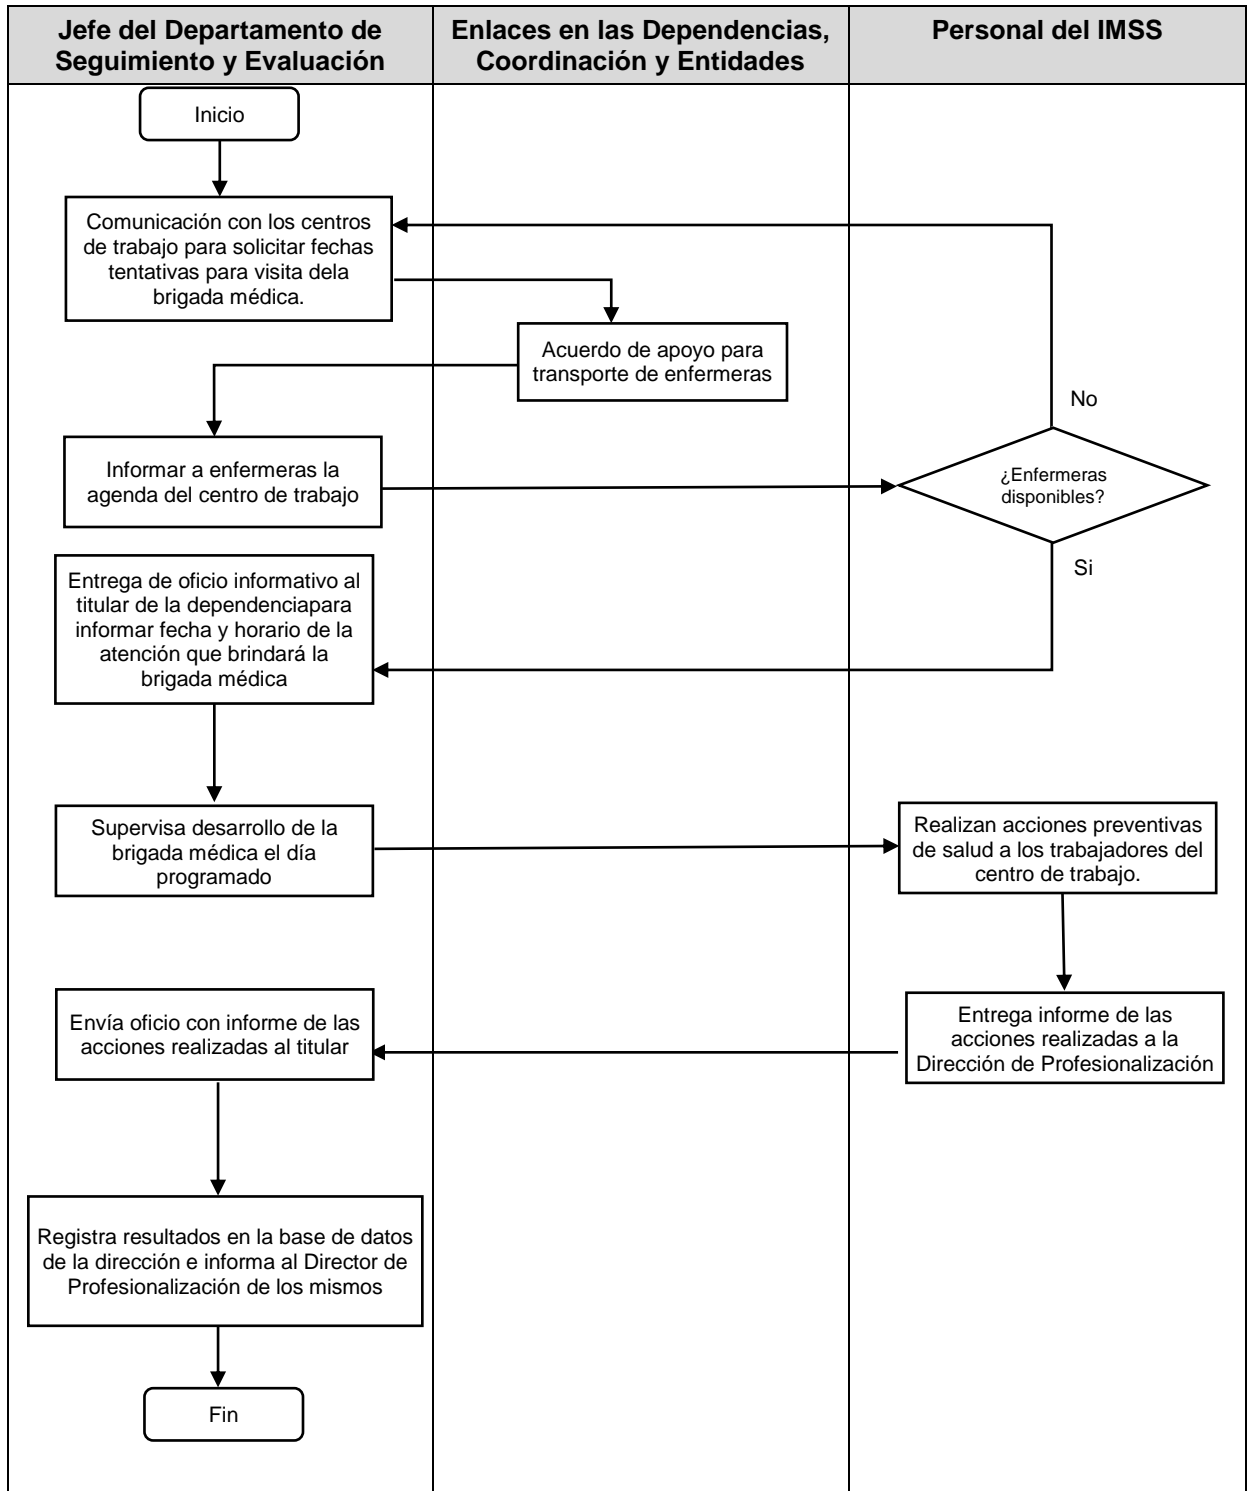 Jefe del Departamento de
Seguimiento y Evaluación
Enlaces en las Dependencias,
Coordinación y Entidades
Personal del IMSS
Inicio
Comunicación con los centros
de trabajo para solicitar fechas
tentativas para visita dela
brigada médica.
Acuerdo de apoyo para
transporte de enfermeras
No
Informar a enfermeras la
agenda del centro de trabajo
¿Enfermeras
disponibles?
Si
Entrega de oficio informativo al
titular de la dependenciapara
informar fecha y horario de la
atención que brindará la
brigada médica
Supervisa desarrollo de la
brigada médica el día
programado
Realizan acciones preventivas
de salud a los trabajadores del
centro de trabajo.
Entrega informe de las
acciones realizadas a la
Dirección de Profesionalización
Envía oficio con informe de las
acciones realizadas al titular
Registra resultados en la base de datos
de la dirección e informa al Director de
Profesionalización de los mismos
Fin